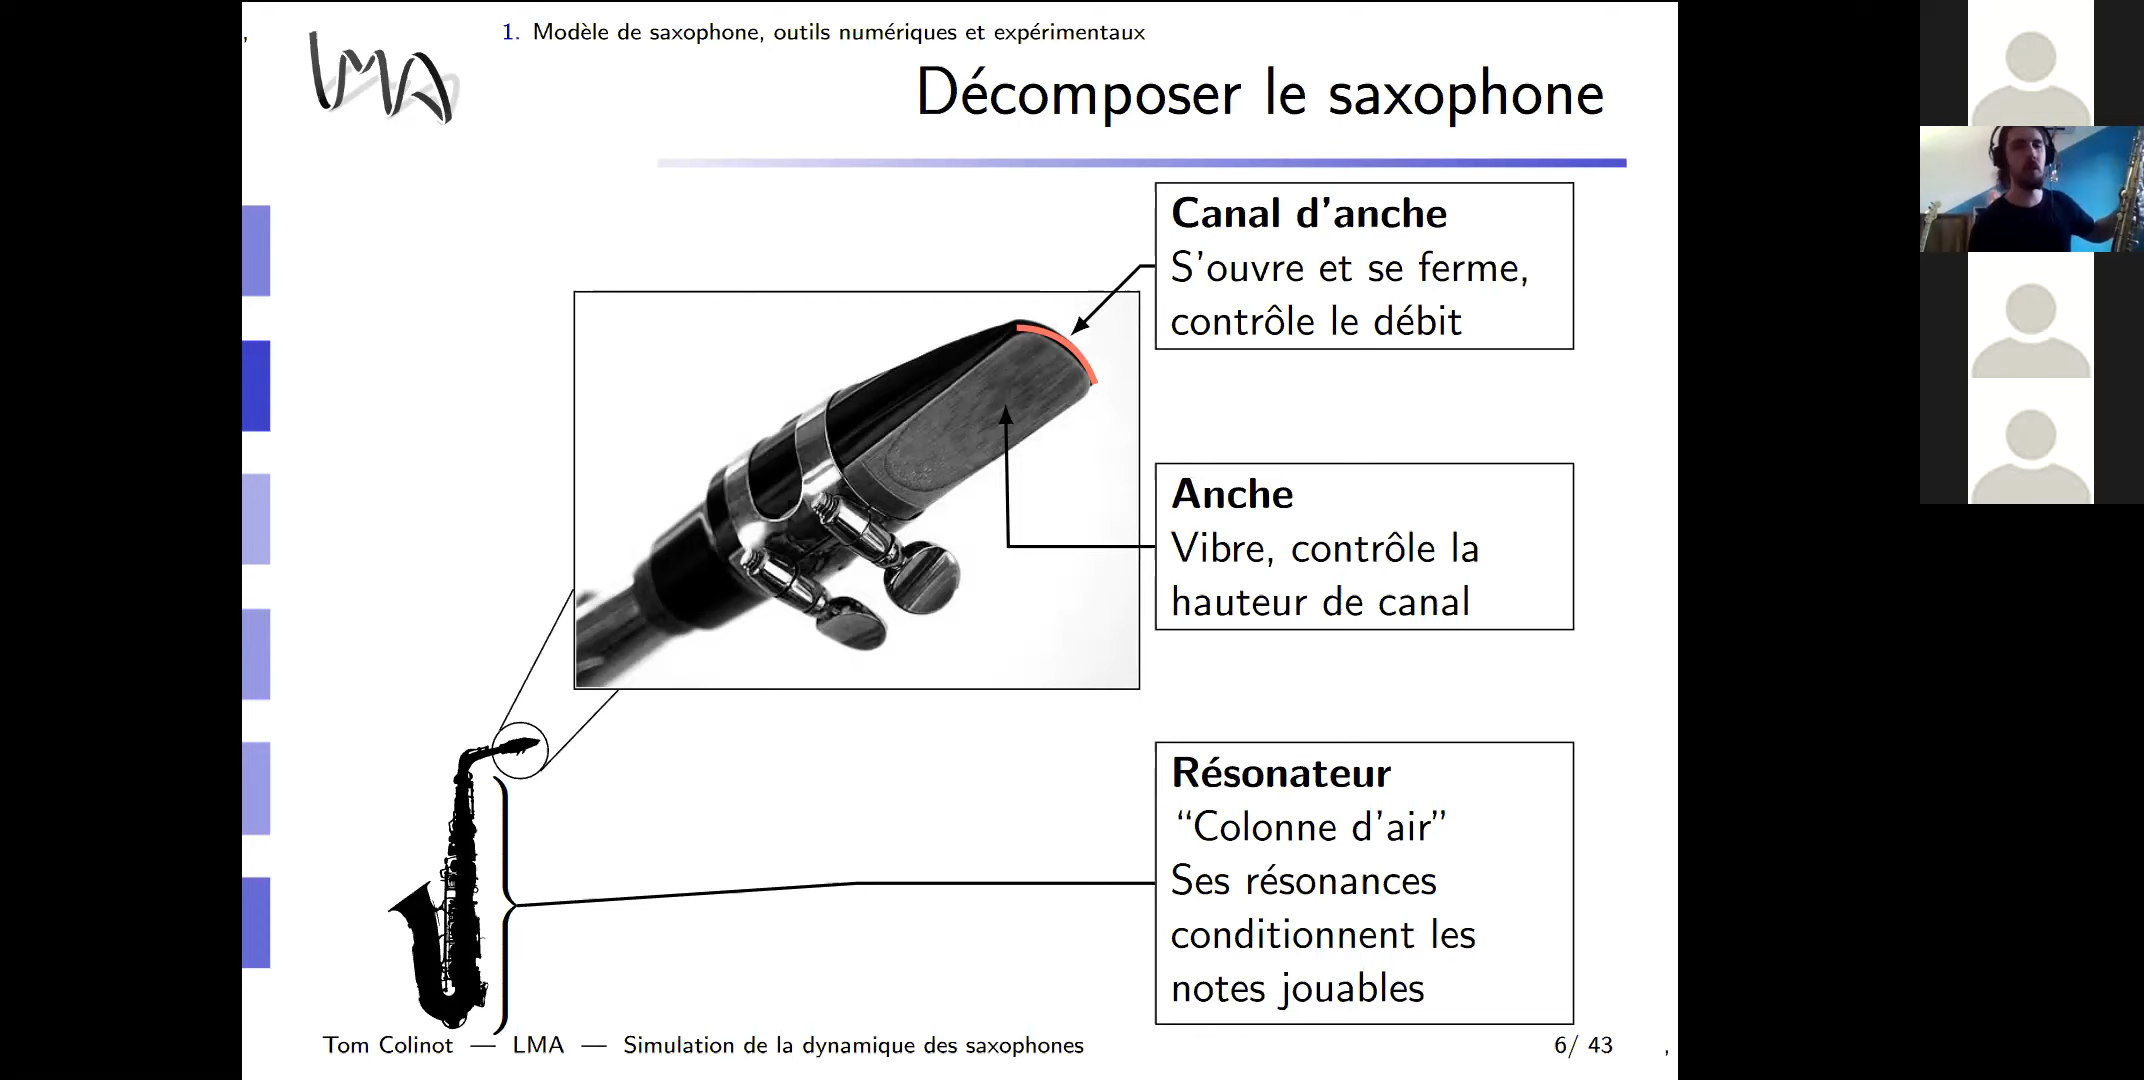 1. Modèle de saxophone, outils numériques et expérimentaux
LMA
Décomposer le saxophone
Canal d'anche
S'ouvre et se ferme,
contrôle le débit
Anche
Vibre, contrôle la
hauteur de canal
Résonateur
“Colonne d'air”
Ses résonances
conditionnent les
notes jouables
Tom Colinot — LMA — Simulation de la dynamique des saxophones
6/ 43